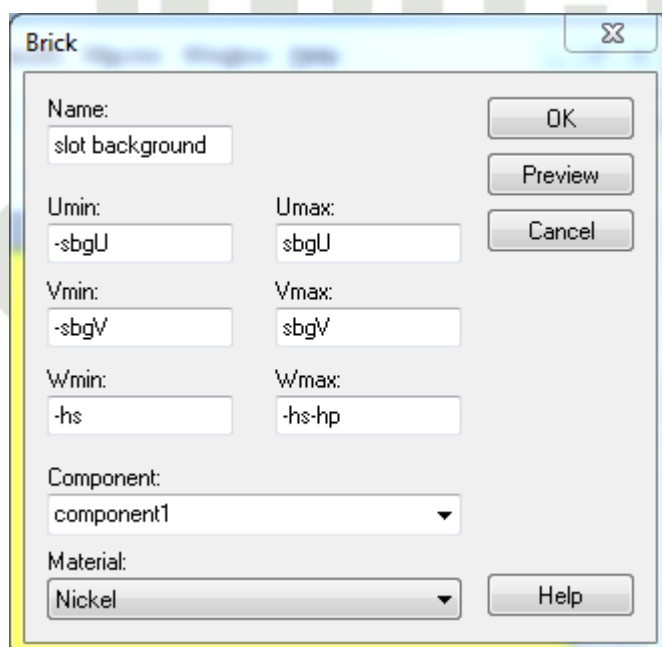 Brick
Name:
slot background
OK
Preview
Umin:
Umax:
-sbgU
sbgU
Cancel
Vmin:
Vmax:
-sbgV
sbgV
Wmin:
Wmax:
-hs
-hs-hp
Component:
component1
Material:
Nickel
Help